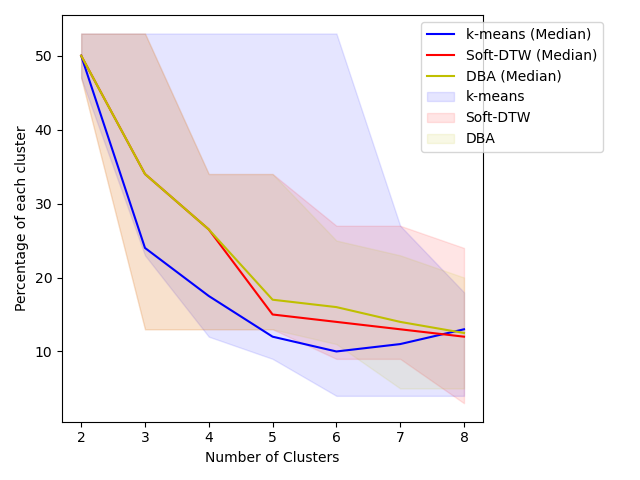 k-means (Median)
Soft-DTW (Median)
DBA (Median)
k-means
Soft-DTW
DBA
Percentage of each cluster
50
40
30
20
10
2 3 4 5 6 7 8
Number of Clusters